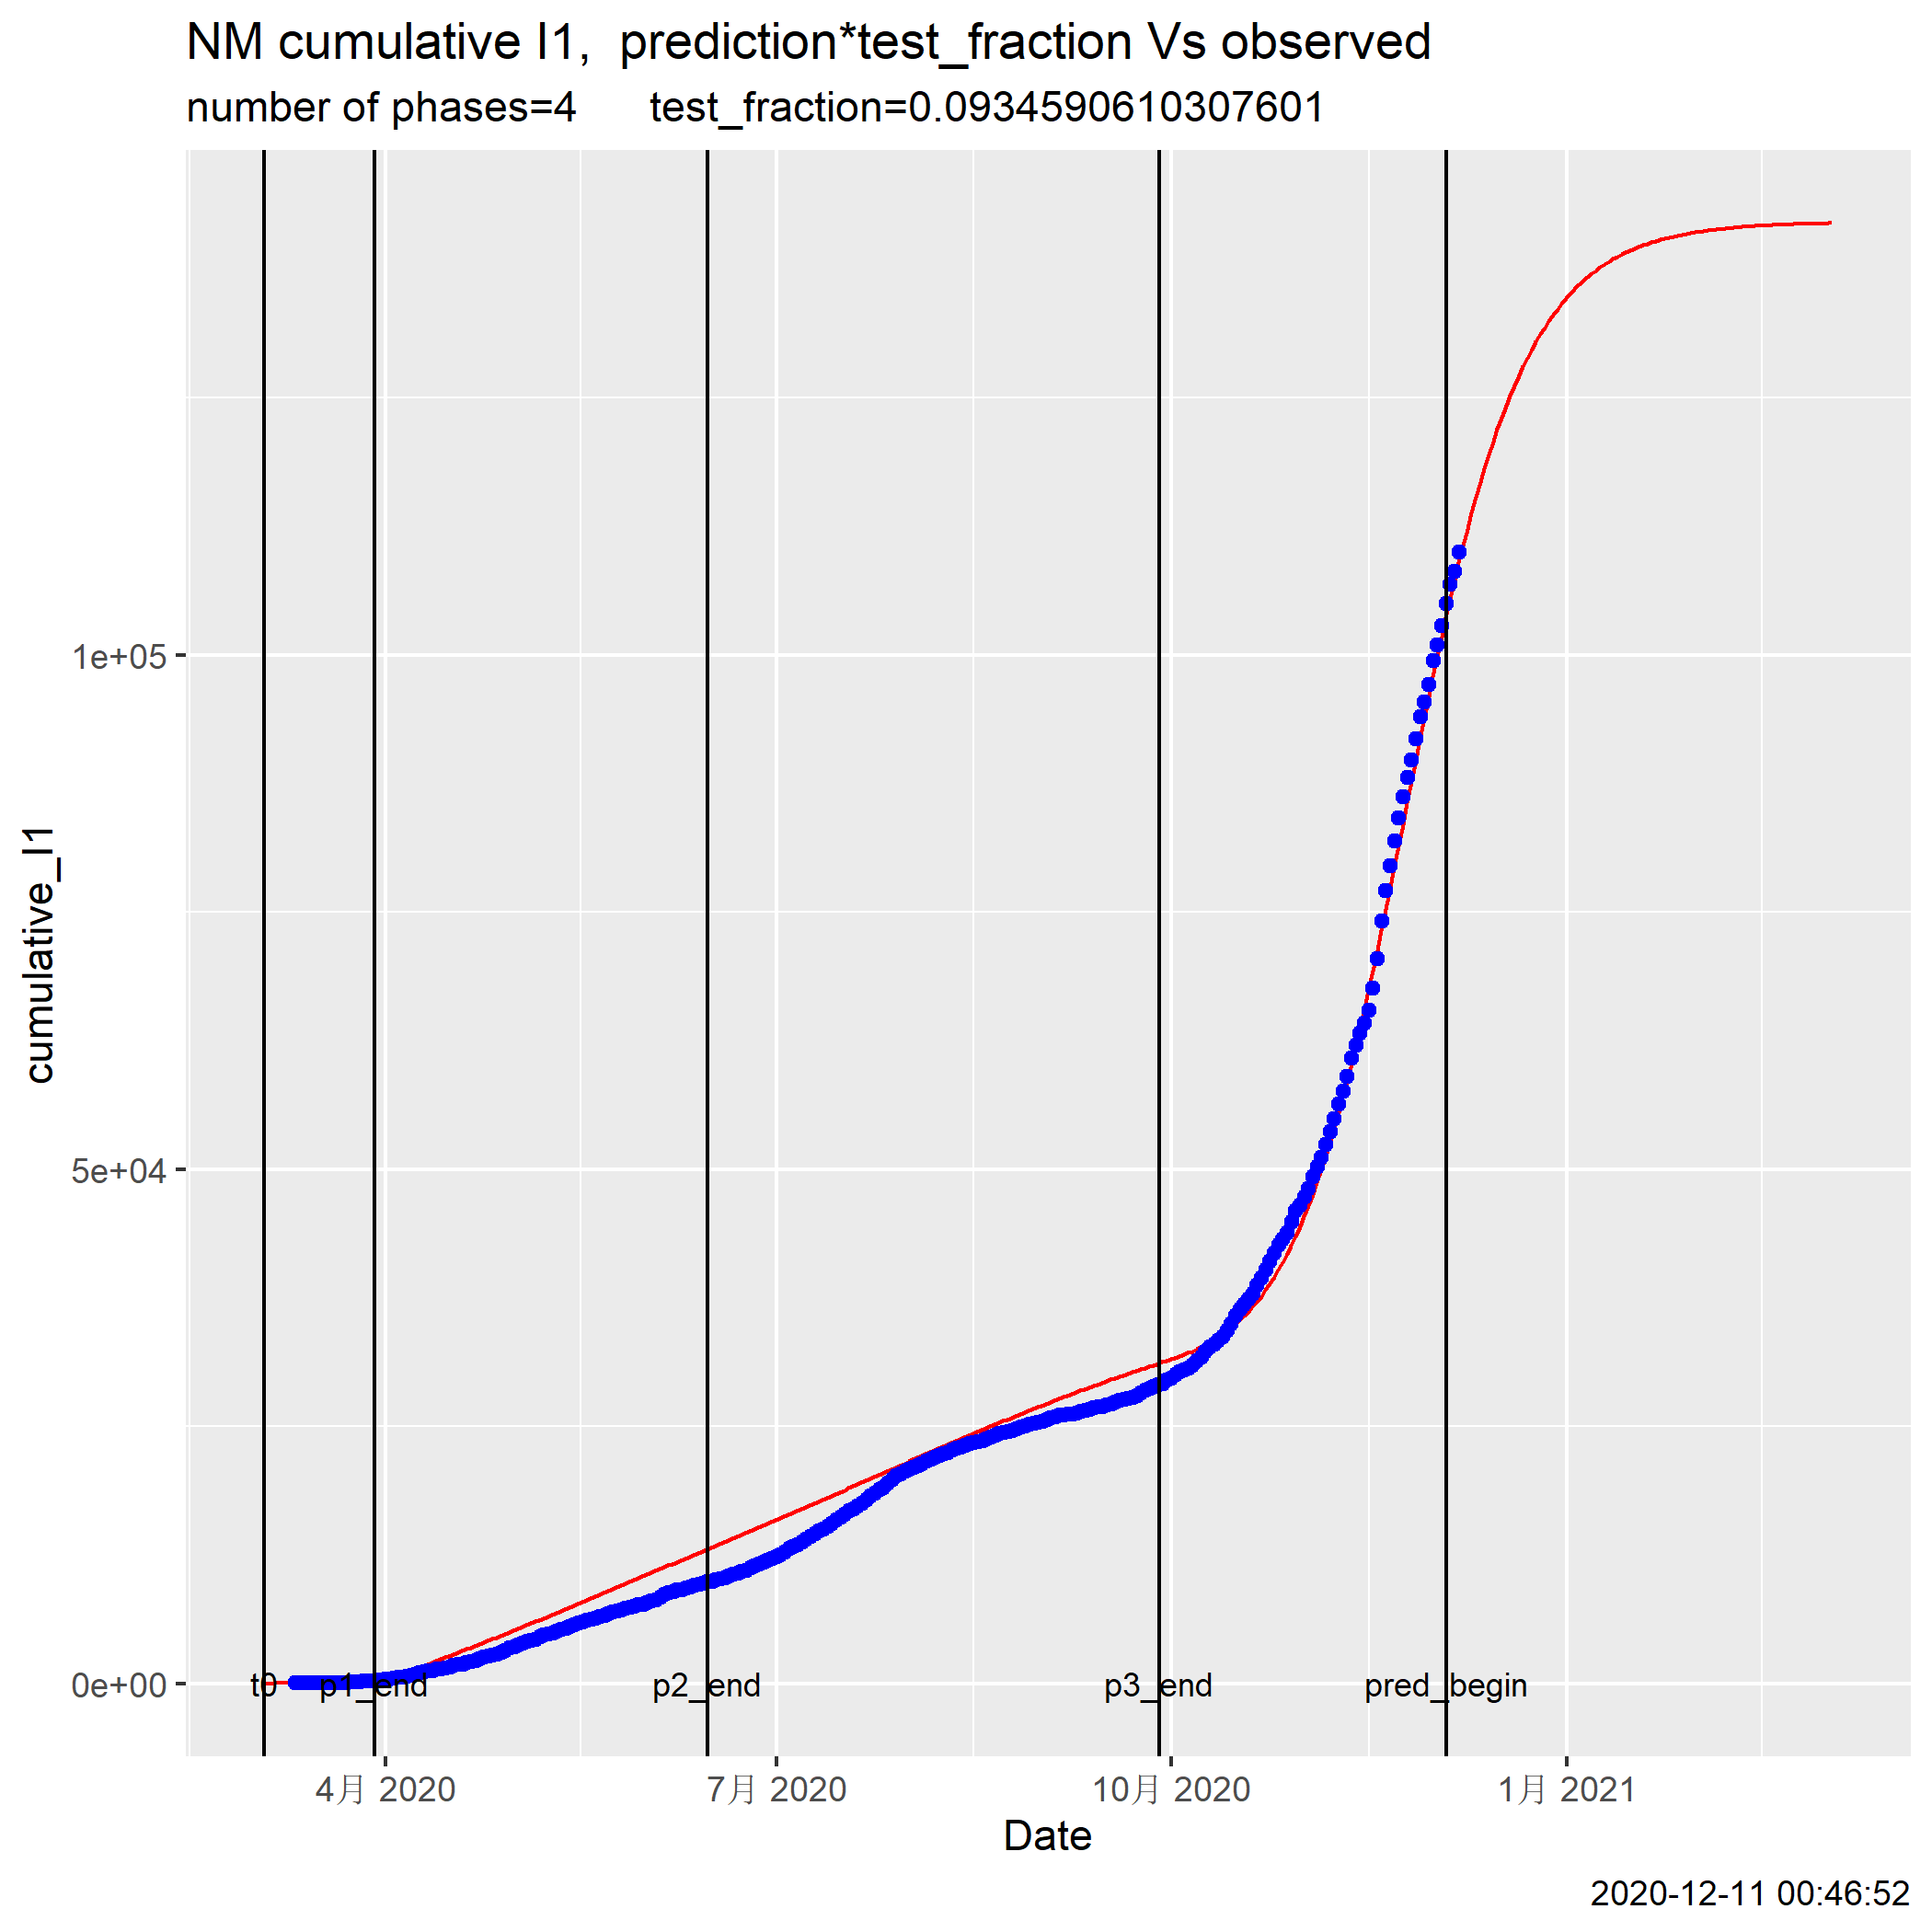 NM cumulative I1,  prediction*test_fraction Vs observed
number of phases=4      test_fraction=0.0934590610307601
1e+05
5e+04
0e+00
cumulative_I1
t0 p1_end p2_end p3_end pred_begin
4月 2020 7月 2020 10月 2020 1月 2021
Date
2020-12-11 00:46:52